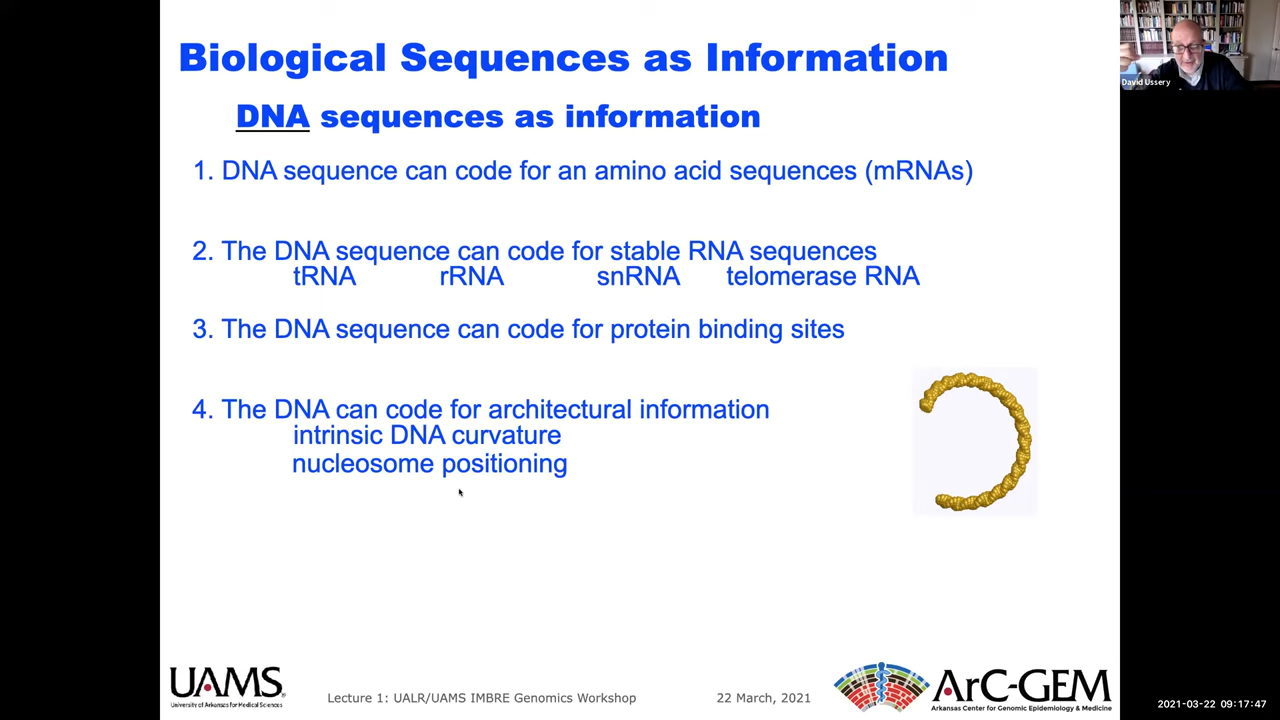 Biological Sequences as Information
David Ussery
DNA sequences as information
1. DNA sequence can code for an amino acid sequences (mRNAs)
2. The DNA sequence can code for stable RNA sequences
tRNA rRNA snRNA telomerase RNA
3. The DNA sequence can code for protein binding sites
4. The DNA can code for architectural information
intrinsic DNA curvature
nucleosome positioning
UAMS
University of Arkansas for Medical Sciences
Lecture 1: UALR/UAMS IMBRE Genomics Workshop
22 March, 2021
ArC-GEM
Arkansas Center for Genomic Epidemiology & Medicine
2021-03-22 09:17:47